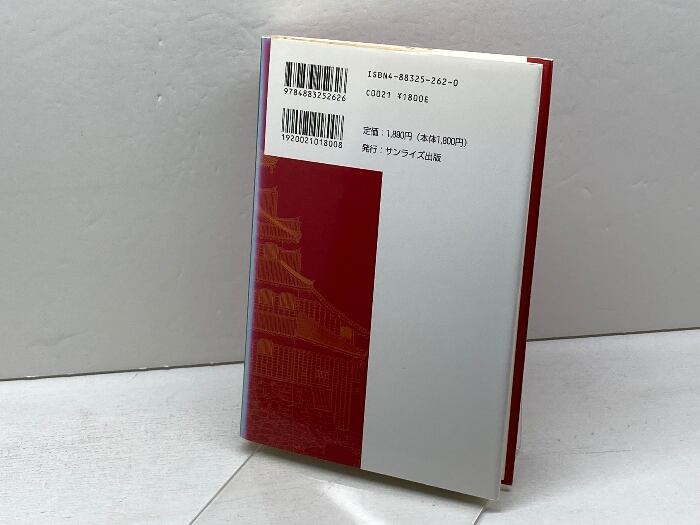 9784883252626
1920021018008
ISBN4-88325-262-0
C0021 ¥1800E
定価：1,890円（本体1,800円）
発行：サンライズ出版